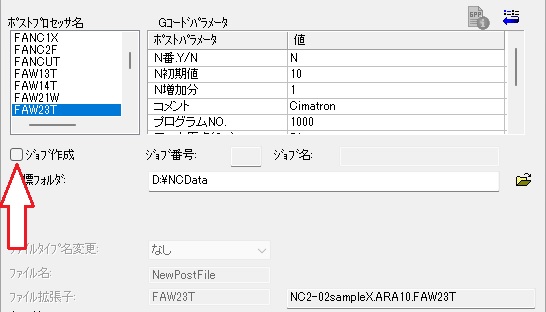 ポストプロセッサ名 Gコードパラメータ
FANC1X
FANC2F
FANCUT
FAW13T
FAW14T
FAW21W
FAW23T
ポストパラメータ 値
N番.Y/N N
N初期値 10
N増加分 1
コメント Cimatron
プログラムNO. 1000
ジョブ作成 ジョブ番号: ジョブ名:
標フォルダ: D:¥NCData
ファイルタイプ名変更: なし
ファイル名: NewPostFile
ファイル拡張子: FAW23T NC2-02sampleX.ARA10.FAW23T